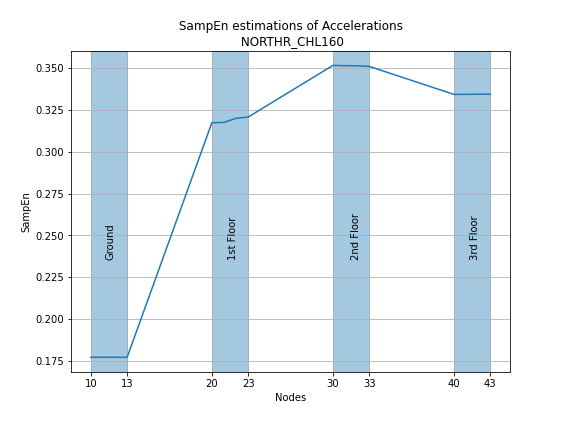 SampEn estimations of Accelerations
NORTHR_CHL160
0.350
0.325
0.300
0.275
0.250
0.225
0.200
0.175
SampEn
Ground
1st Floor
2nd Floor
3rd Floor
10 13 20 23 30 33 40 43
Nodes